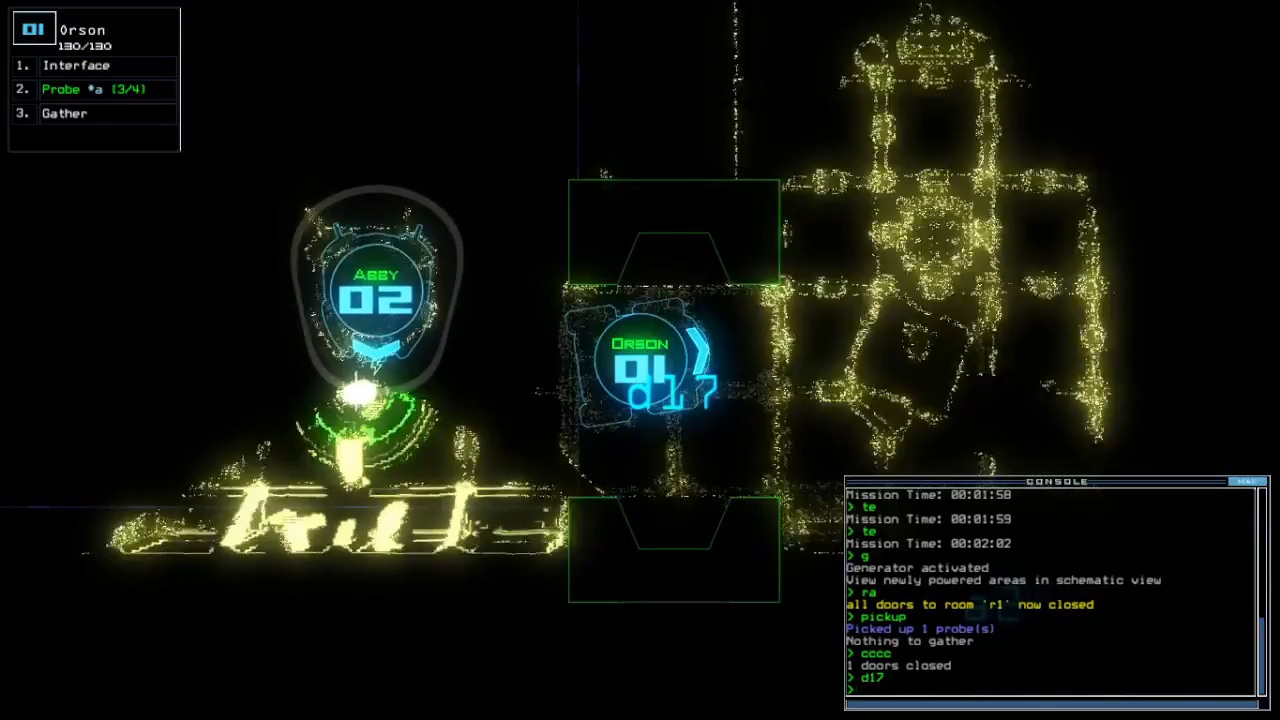 01 Orson
130/130
1. Interface
2. Probe *a (3/4)
3. Gather
ABBY
02
ORSON
01
d17
CONSOLE
Mission Time: 00:01:58
> te
Mission Time: 00:01:59
> te
Mission Time: 00:02:02
> g
Generator activated
View newly powered areas in schematic view
> ra
all doors to room 'r1' now closed
> pickup
Picked up 1 probe(s)
Nothing to gather
> cccc
1 doors closed
> d17
>